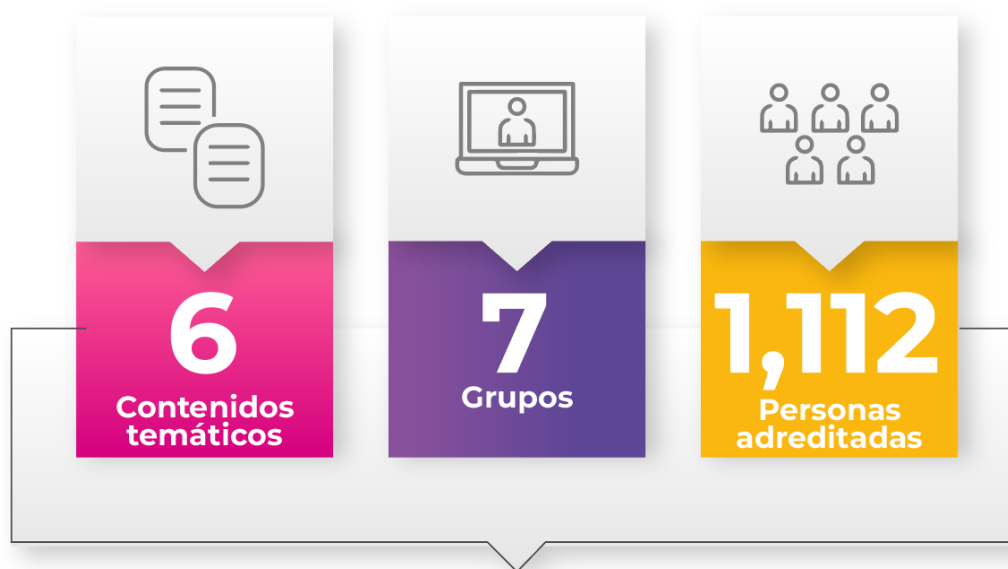 6
Contenidos
temáticos
7
Grupos
1,112
Personas
adreditadas